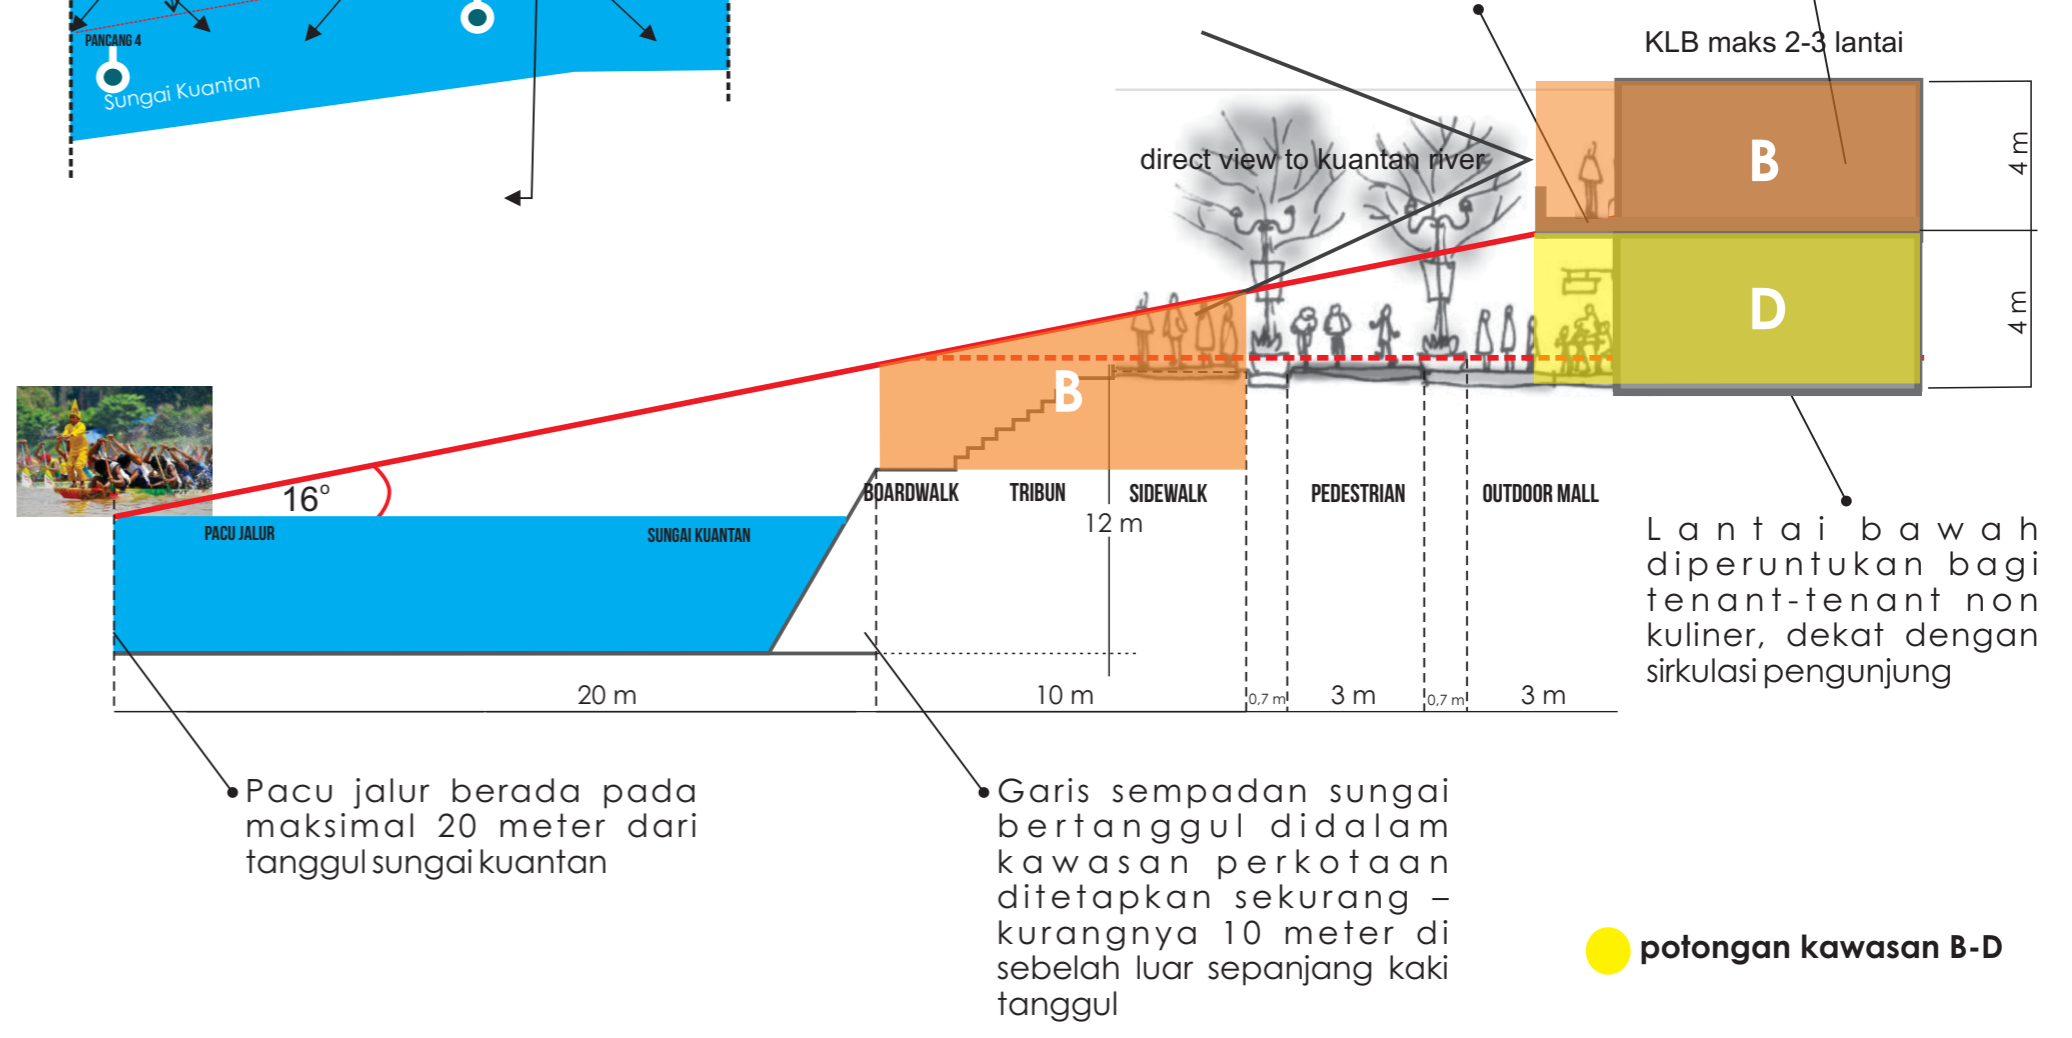 PANCANG 4
Sungai Kuantan
KLB maks 2-3 lantai
direct view to kuantan river
B
4 m
D
4 m
B
16°
PACU JALUR
SUNGAI KUANTAN
BOARDWALK
TRIBUN
SIDEWALK
PEDESTRIAN
OUTDOOR MALL
12 m
20 m
10 m
0,7 m
3 m
0,7 m
3 m
Lantai bawah
diperuntukan bagi
tenant-tenant non
kuliner, dekat dengan
sirkulasi pengunjung
Pacu jalur berada pada
maksimal 20 meter dari
tanggul sungai kuantan
Garis sempadan sungai
bertanggul didalam
kawasan perkotaan
ditetapkan sekurang –
kurangnya 10 meter di
sebelah luar sepanjang kaki
tanggul
potongan kawasan B-D